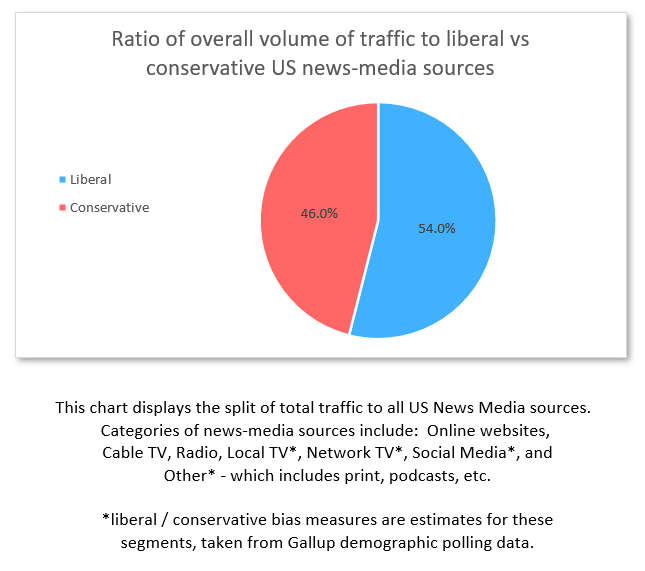 Ratio of overall volume of traffic to liberal vs
conservative US news-media sources
Liberal
Conservative
46.0%
54.0%
This chart displays the split of total traffic to all US News Media sources.
Categories of news-media sources include:  Online websites,
Cable TV, Radio, Local TV*, Network TV*, Social Media*, and
Other* - which includes print, podcasts, etc.
*liberal / conservative bias measures are estimates for these
segments, taken from Gallup demographic polling data.